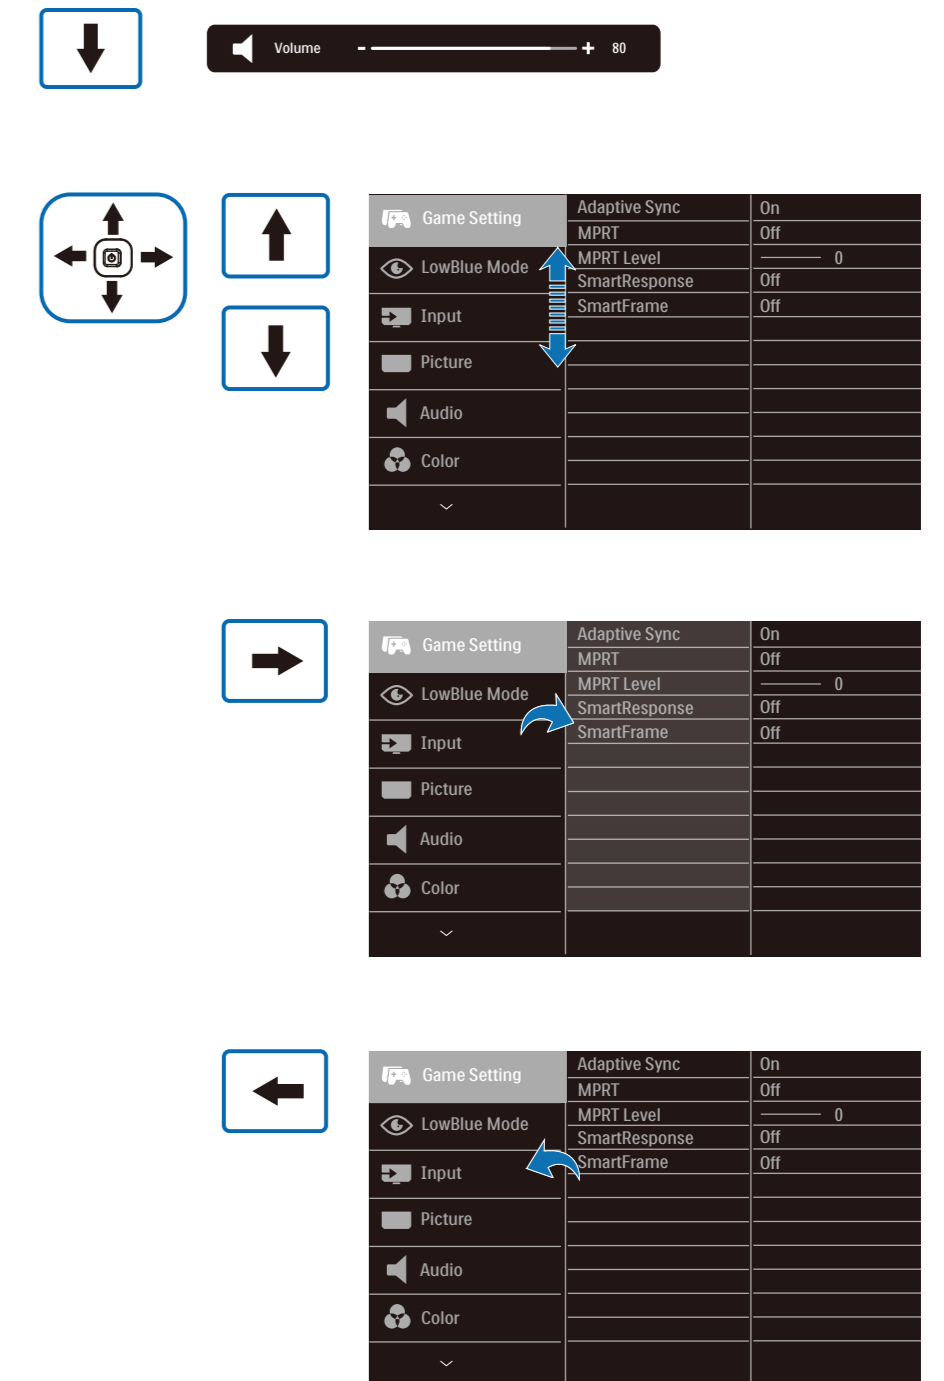 Volume - + 80
Game Setting
LowBlue Mode
Input
Picture
Audio
Color
Adaptive Sync On
MPRT Off
MPRT Level 0
SmartResponse Off
SmartFrame Off
Game Setting
LowBlue Mode
Input
Picture
Audio
Color
Adaptive Sync On
MPRT Off
MPRT Level 0
SmartResponse Off
SmartFrame Off
Game Setting
LowBlue Mode
Input
Picture
Audio
Color
Adaptive Sync On
MPRT Off
MPRT Level 0
SmartResponse Off
SmartFrame Off